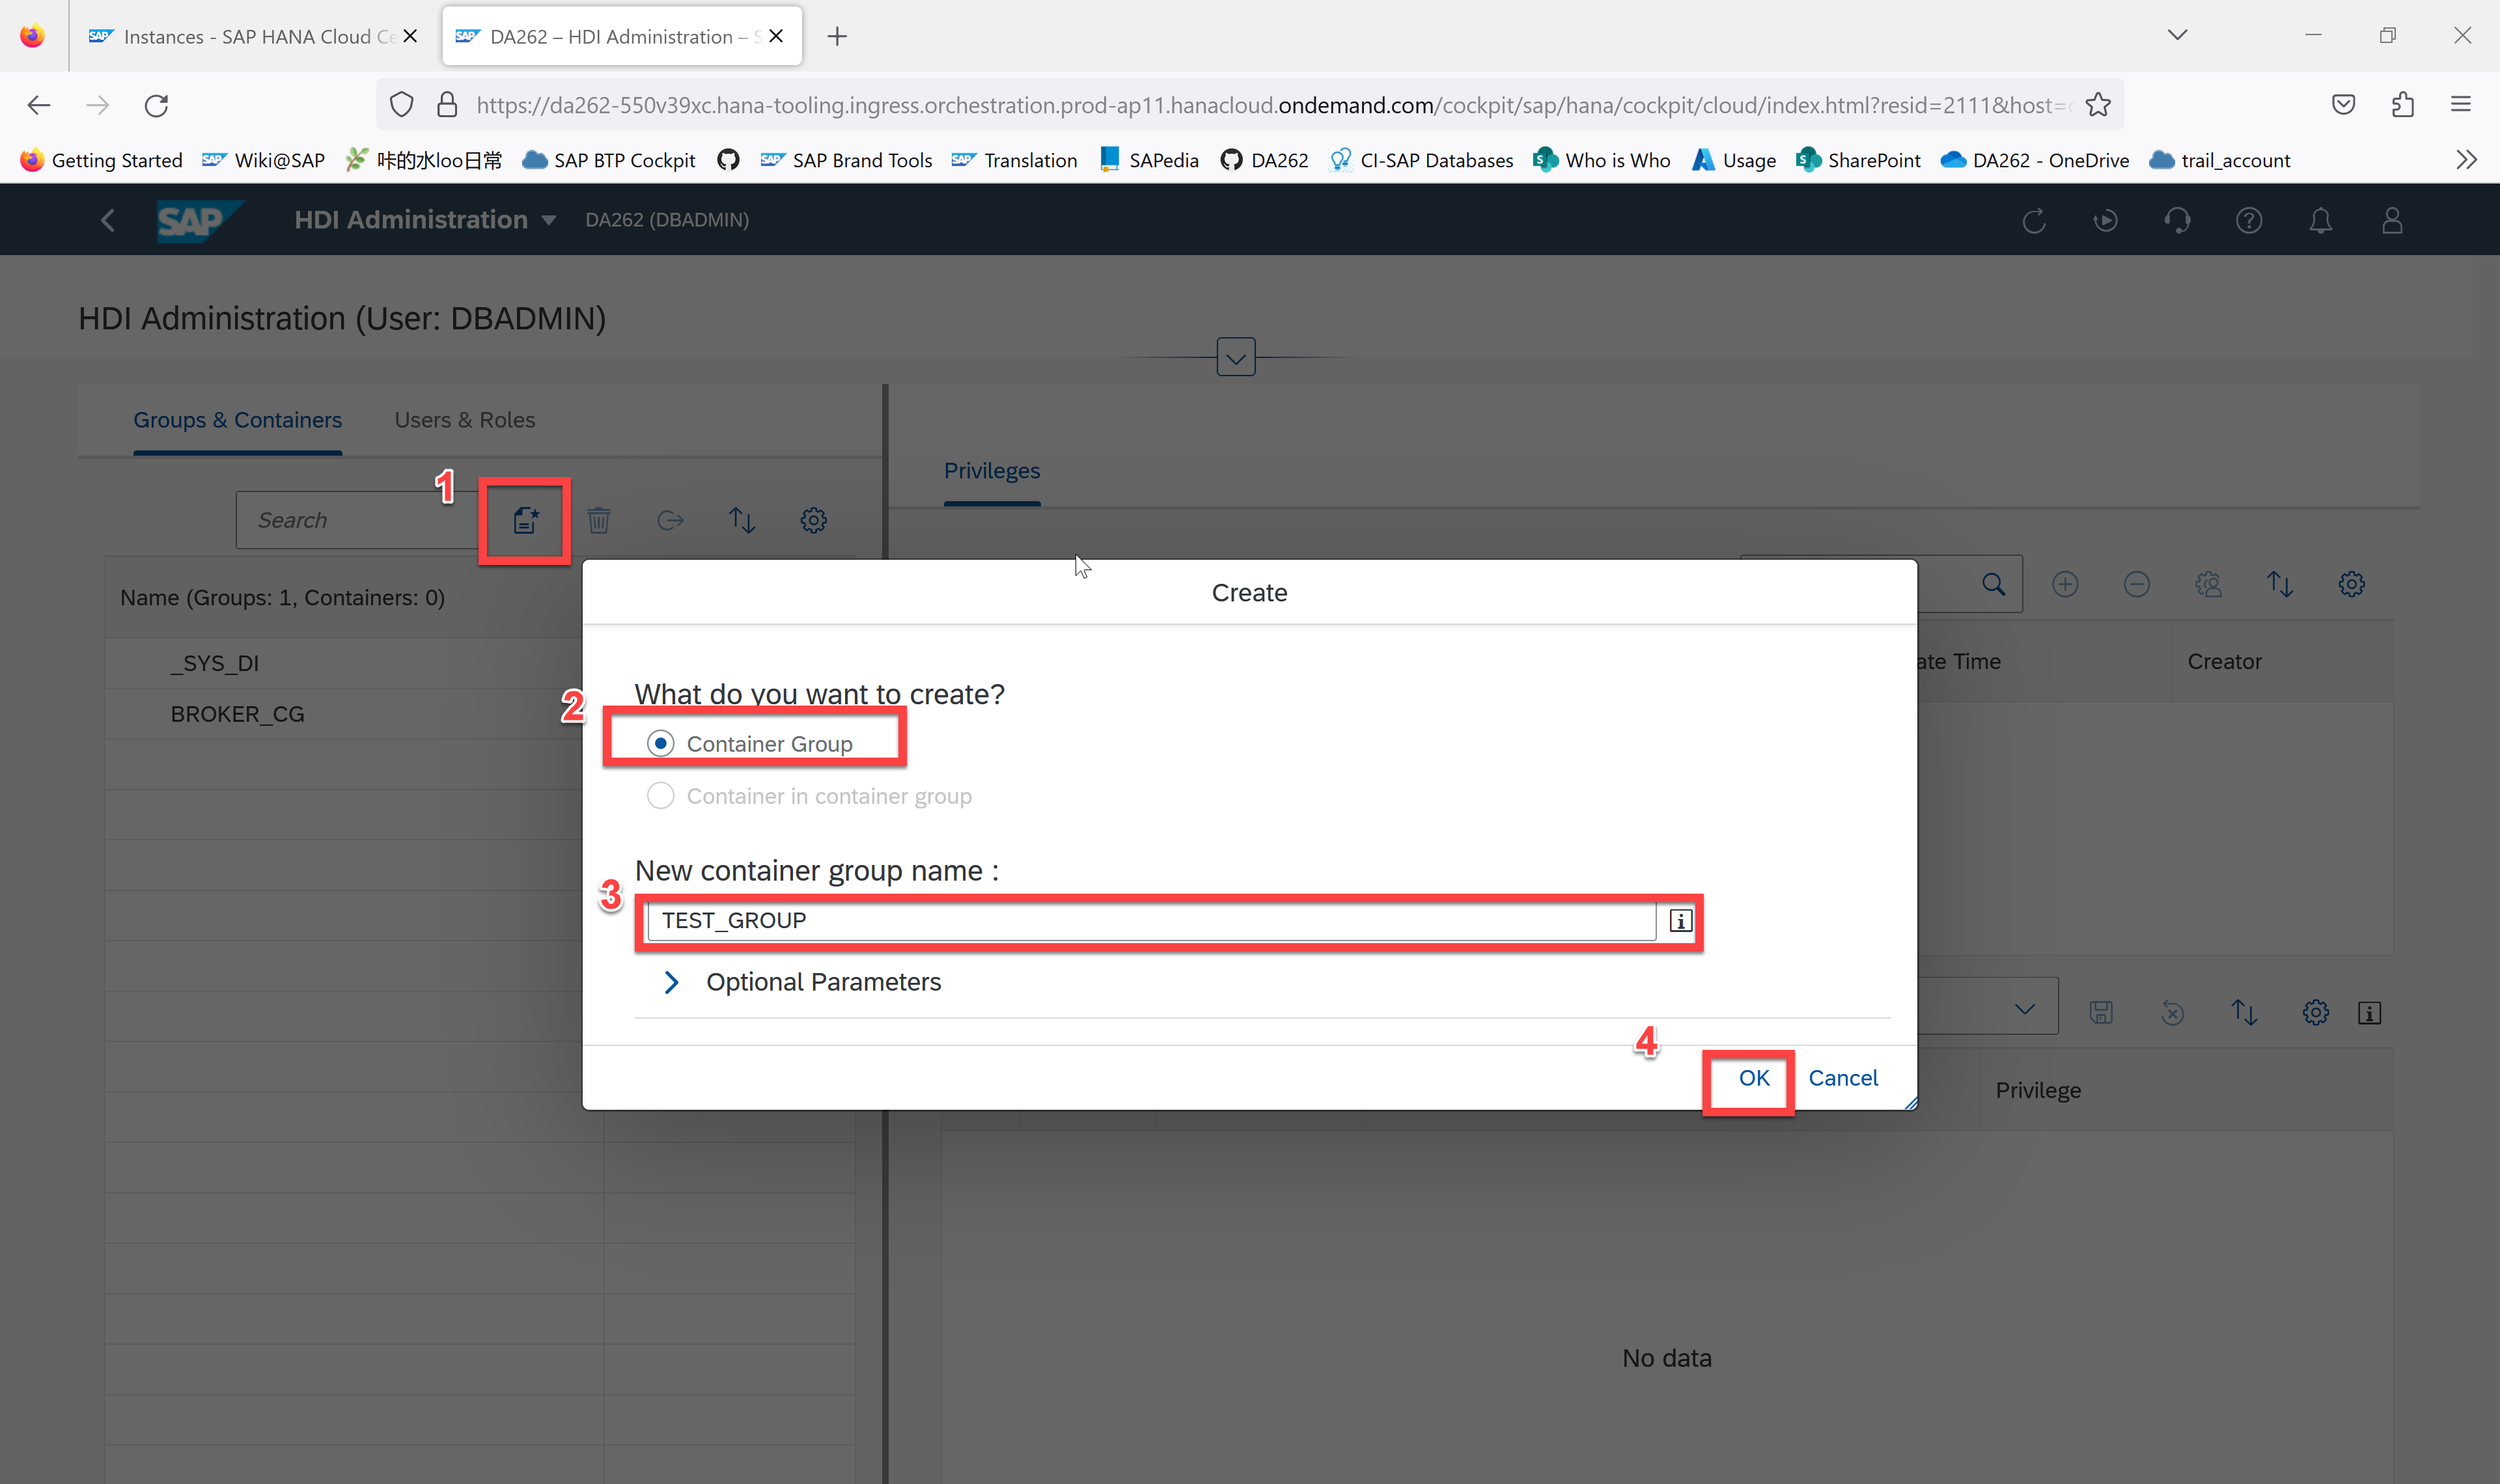 Instances - SAP HANA Cloud Ce
DA262 – HDI Administration – S
https://da262-550v39xc.hana-tooling.ingress.orchestration.prod-ap11.hanacloud.ondemand.com/cockpit/sap/hana/cockpit/cloud/index.html?resid=2111&host=
Getting Started
Wiki@SAP
咔的水loo日常
SAP BTP Cockpit
SAP Brand Tools
Translation
SAPedia
DA262
CI-SAP Databases
Who is Who
Usage
SharePoint
DA262 - OneDrive
trail_account
SAP
HDI Administration
DA262 (DBADMIN)
HDI Administration (User: DBADMIN)
Groups & Containers
Users & Roles
Privileges
1
Search
Name (Groups: 1, Containers: 0)
_SYS_DI
BROKER_CG
Create
What do you want to create?
2
Container Group
Container in container group
New container group name :
3
TEST_GROUP
Optional Parameters
4
OK
Cancel
ate Time
Creator
Privilege
No data